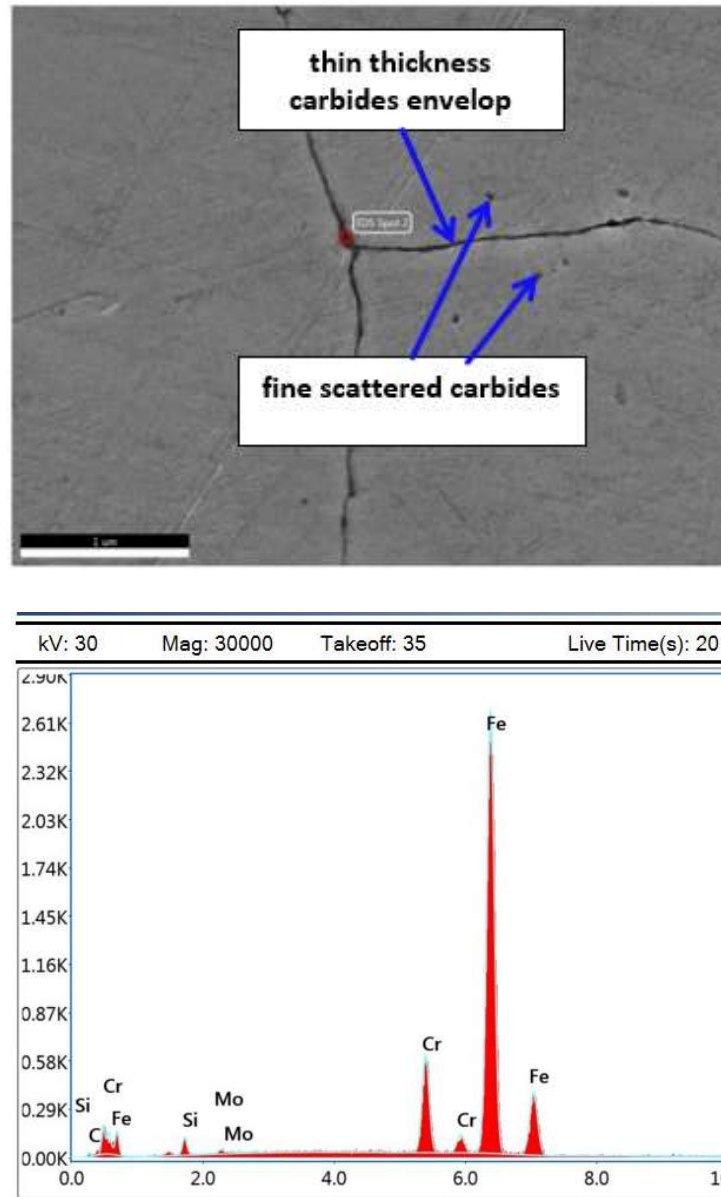 thin thickness
carbides envelop
EDS Spot 2
fine scattered carbides
1 um
kV: 30 Mag: 30000 Takeoff: 35 Live Time(s): 20
2.90K
2.61K
Fe
2.32K
2.03K
1.74K
1.45K
1.16K
0.87K
0.58K
Cr
Cr
Mo
Fe
Si
0.29K
Fe
Si
Mo
Cr
C
0.00K
0.0 2.0 4.0 6.0 8.0